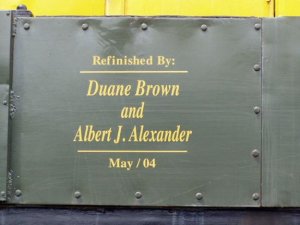 Refinished By:
Duane Brown
and
Albert J. Alexander
May / 04